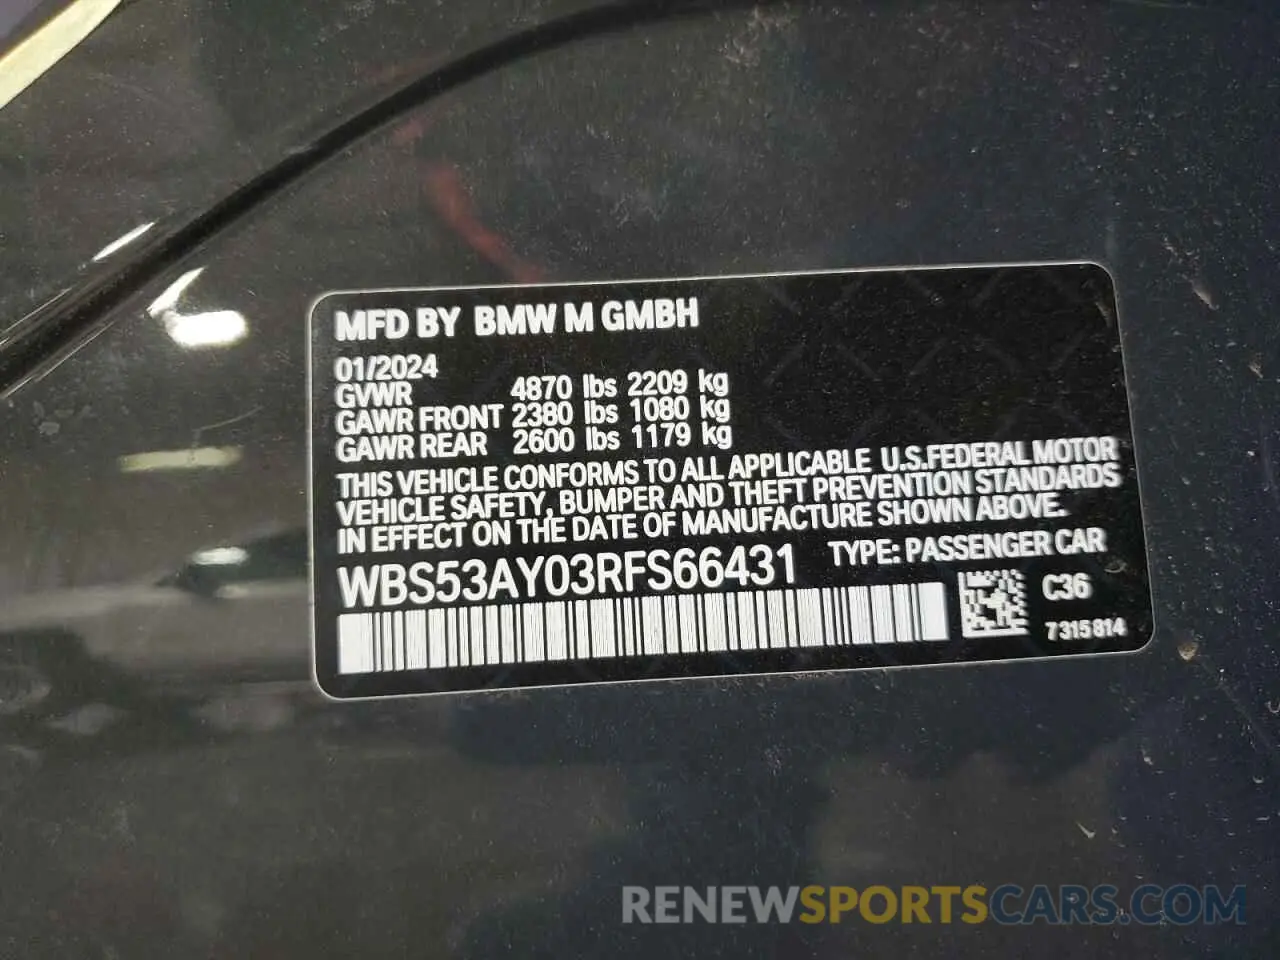 MFD BY BMW M GMBH
01/2024
GVWR 4870 lbs 2209 kg
GAWR FRONT 2380 lbs 1080 kg
GAWR REAR 2600 lbs 1179 kg
THIS VEHICLE CONFORMS TO ALL APPLICABLE U.S.FEDERAL MOTOR
VEHICLE SAFETY, BUMPER AND THEFT PREVENTION STANDARDS
IN EFFECT ON THE DATE OF MANUFACTURE SHOWN ABOVE.
WBS53AY03RFS66431 TYPE: PASSENGER CAR
C36
7315814
RENEWSPORTSCARS.COM